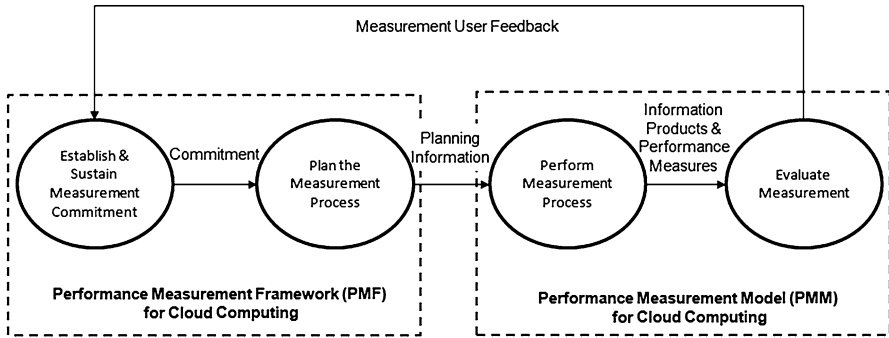 Measurement User Feedback
Establish &
Sustain
Measurement
Commitment
Commitment
Plan the
Measurement
Process
Planning
Information
Perform
Measurement
Process
Information
Products &
Performance
Measures
Evaluate
Measurement
Performance Measurement Framework (PMF)
for Cloud Computing
Performance Measurement Model (PMM)
for Cloud Computing